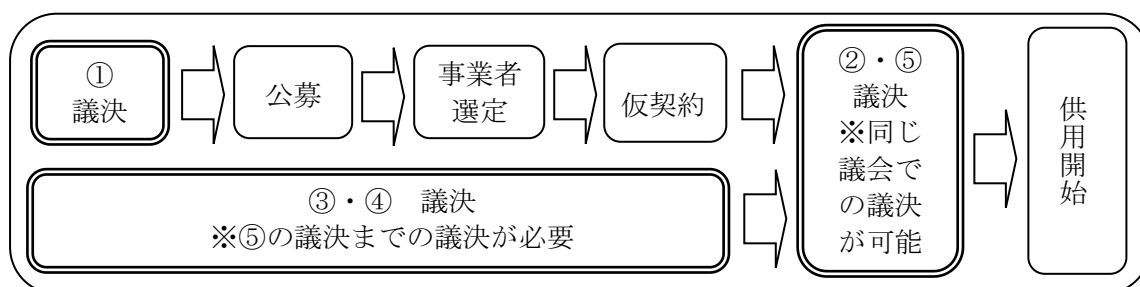 ①
議決
公募
事業者
選定
仮契約
②・⑤
議決
※同じ
議会で
の議決
が可能
供用開始
③・④　議決
※⑤の議決までの議決が必要